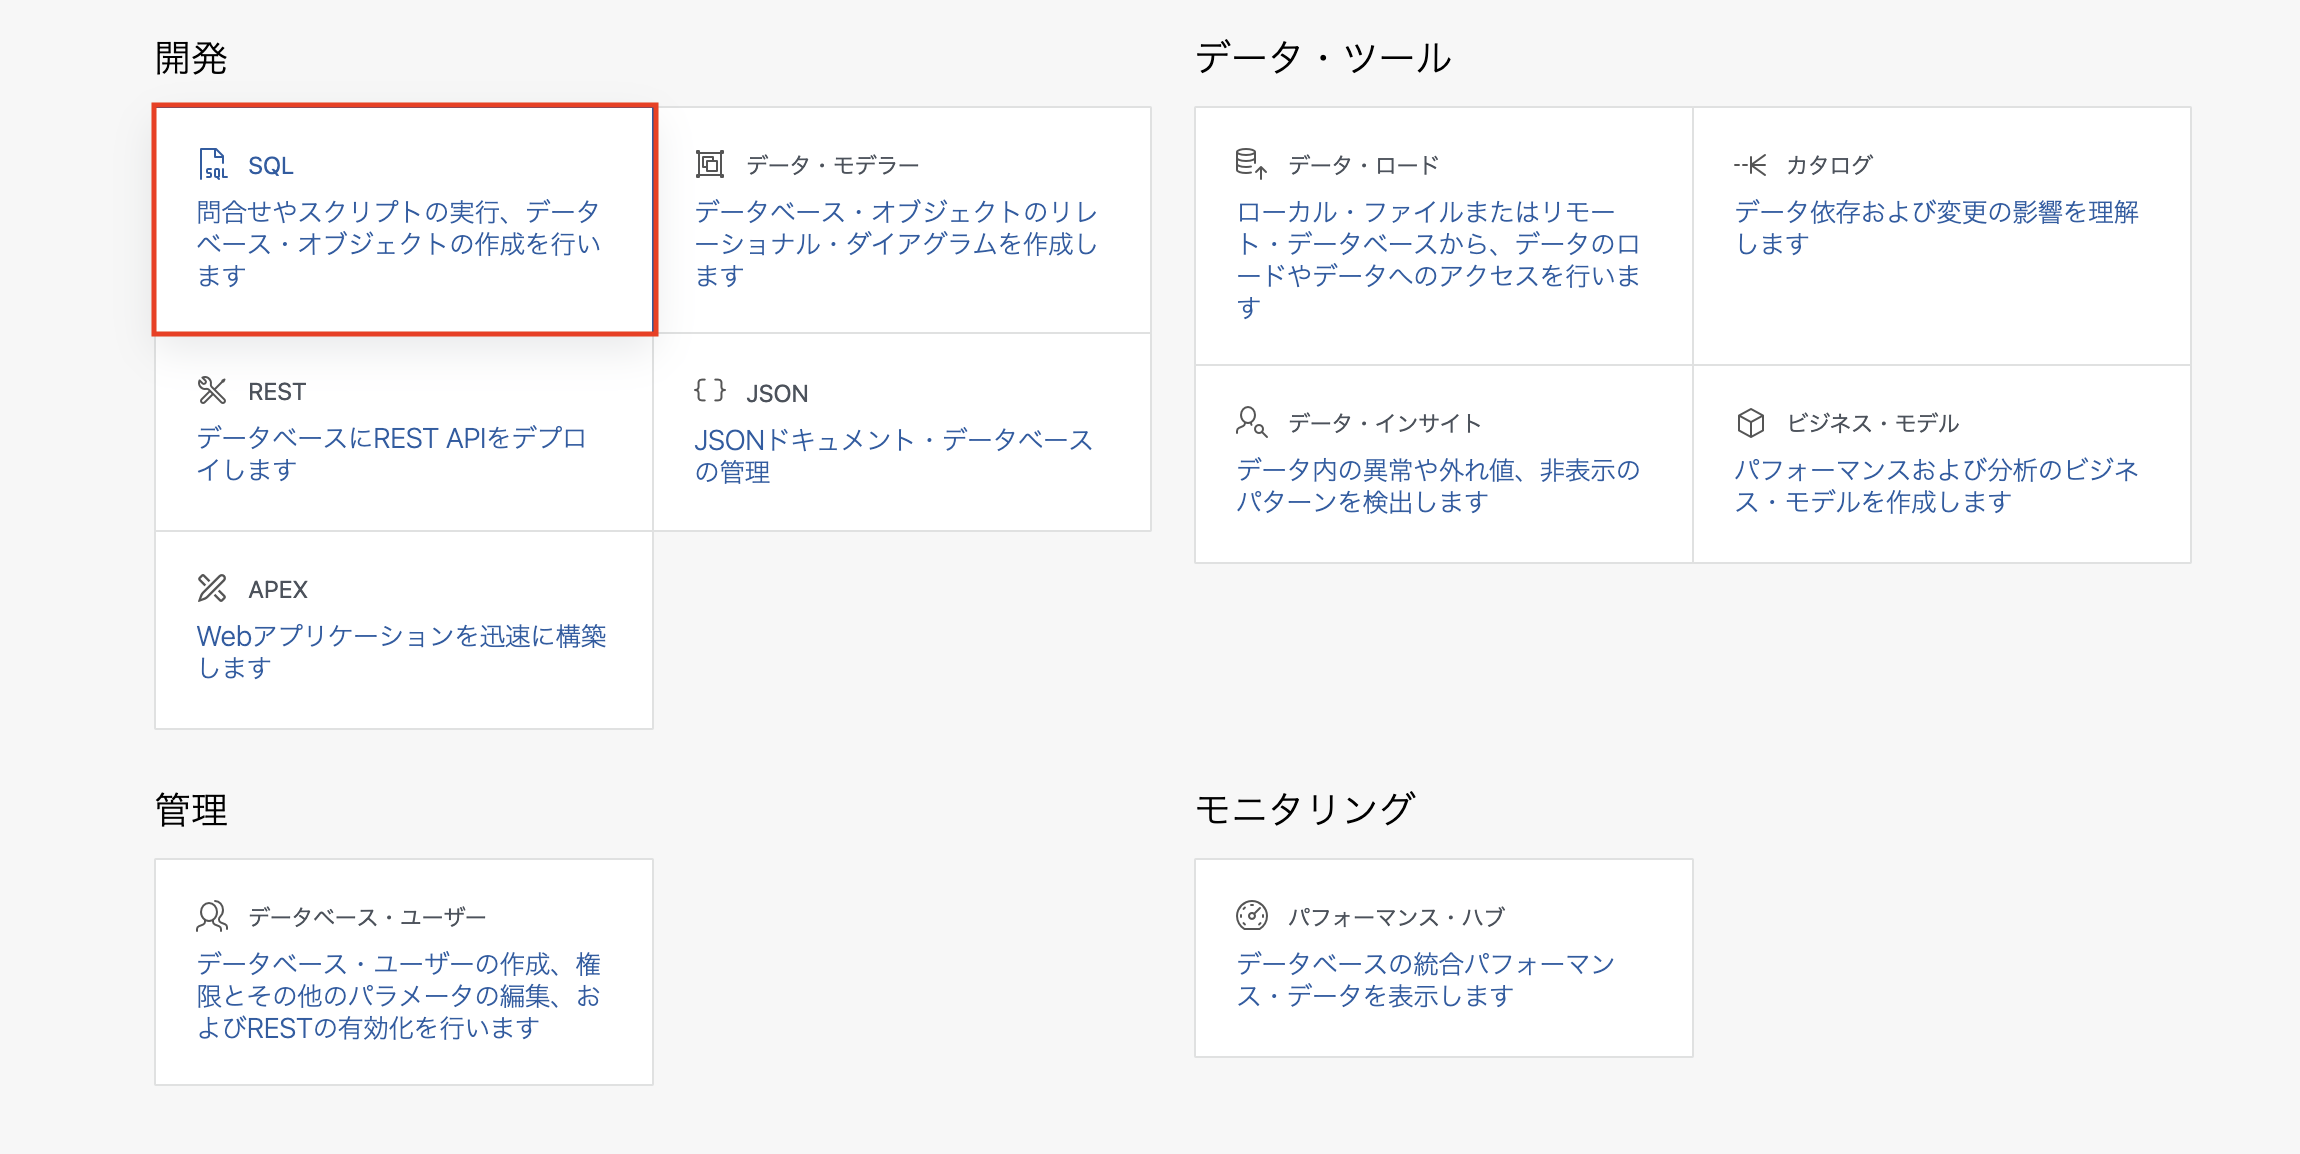 開発
SQL
問合せやスクリプトの実行、データ
ベース・オブジェクトの作成を行い
ます
データ・モデラー
データベース・オブジェクトのリレ
ーショナル・ダイアグラムを作成し
ます
REST
データベースにREST APIをデプロ
イします
JSON
JSONドキュメント・データベース
の管理
APEX
Webアプリケーションを迅速に構築
します
データ・ツール
データ・ロード
ローカル・ファイルまたはリモー
ト・データベースから、データのロ
ードやデータへのアクセスを行いま
す
カタログ
データ依存および変更の影響を理解
します
データ・インサイト
データ内の異常や外れ値、非表示の
パターンを検出します
ビジネス・モデル
パフォーマンスおよび分析のビジネ
ス・モデルを作成します
管理
データベース・ユーザー
データベース・ユーザーの作成、権
限とその他のパラメータの編集、お
よびRESTの有効化を行います
モニタリング
パフォーマンス・ハブ
データベースの統合パフォーマン
ス・データを表示します